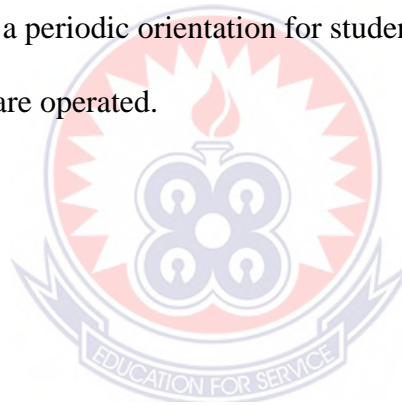 a periodic orientation for studen
are operated.
EDUCATION FOR SERVICE